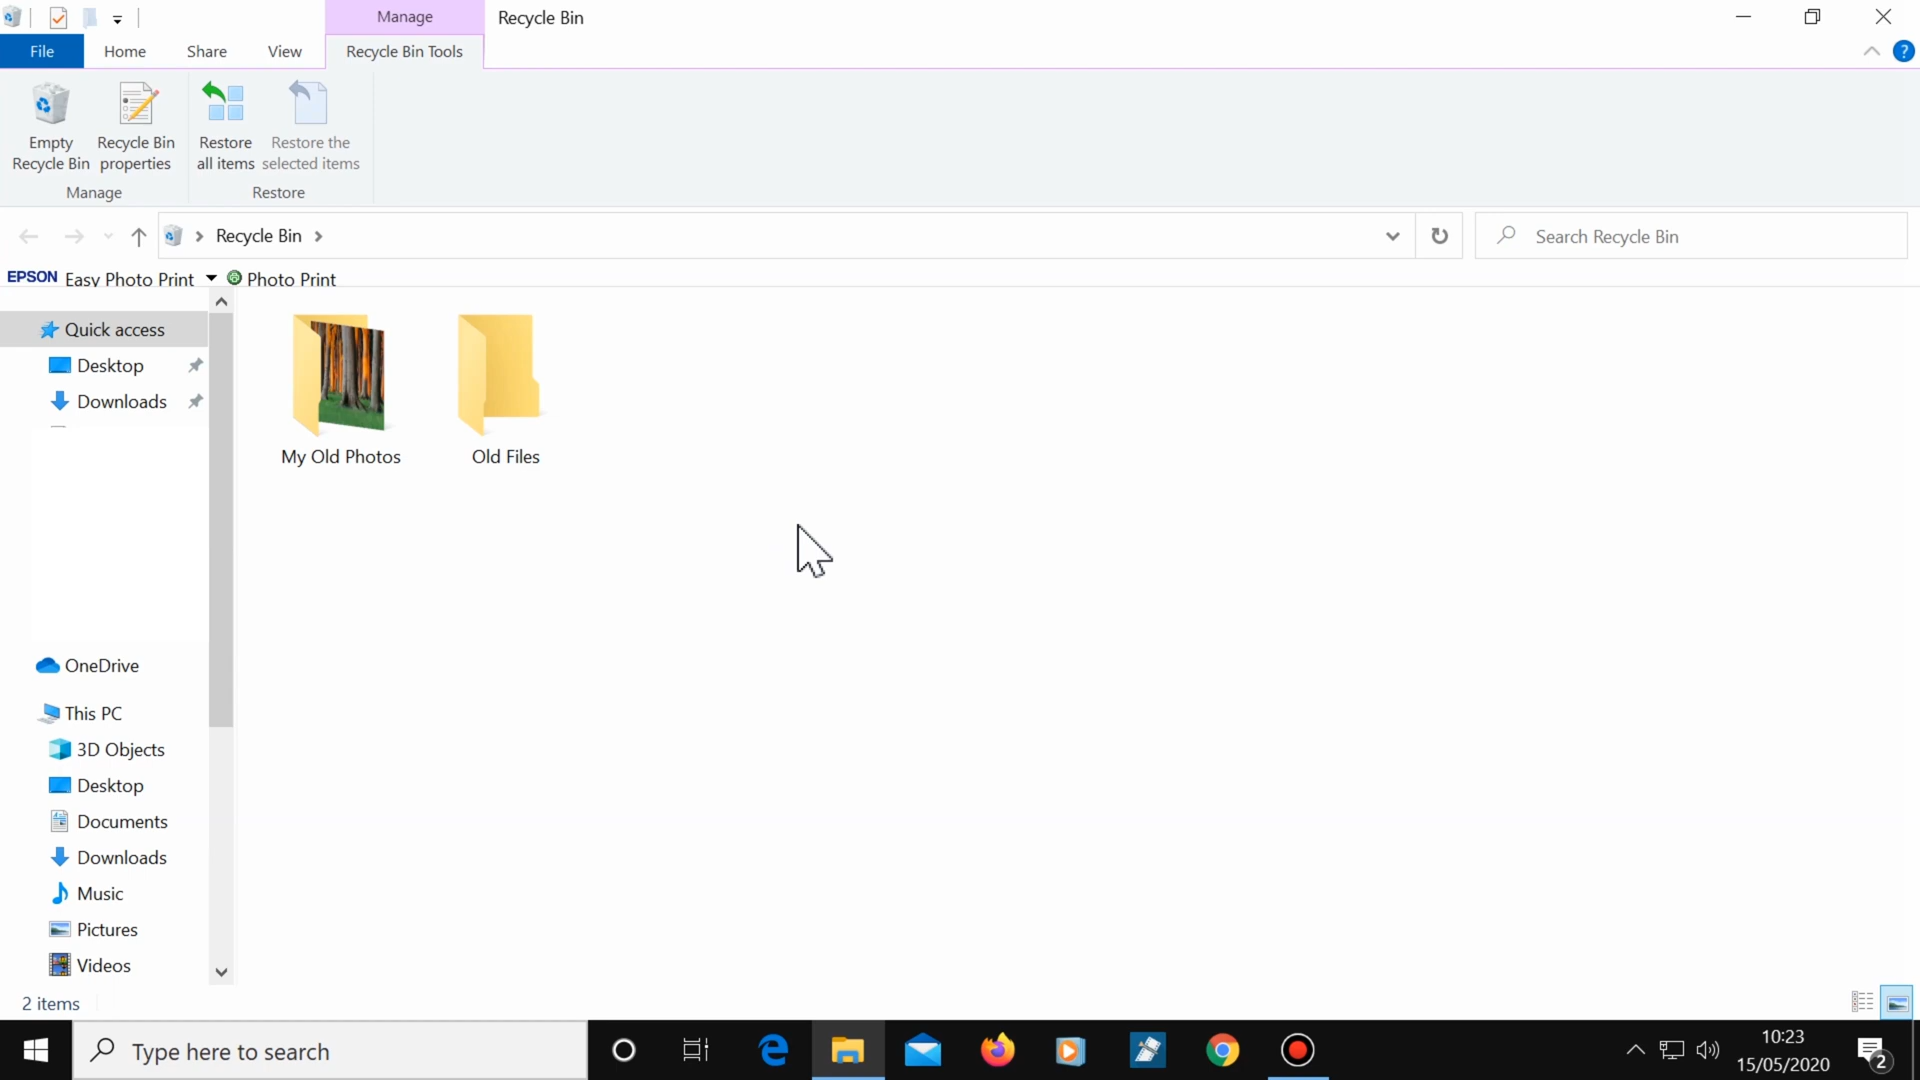 Manage
Recycle Bin
File
Home
Share
View
Recycle Bin Tools
?
Empty
Recycle Bin
Recycle Bin
properties
Restore
all items
Restore the
selected items
Manage
Restore
Recycle Bin
Search Recycle Bin
EPSON Easy Photo Print
Photo Print
Quick access
Desktop
Downloads
My Old Photos
Old Files
OneDrive
This PC
3D Objects
Desktop
Documents
Downloads
Music
Pictures
Videos
2 items
Type here to search
10:23
15/05/2020
2